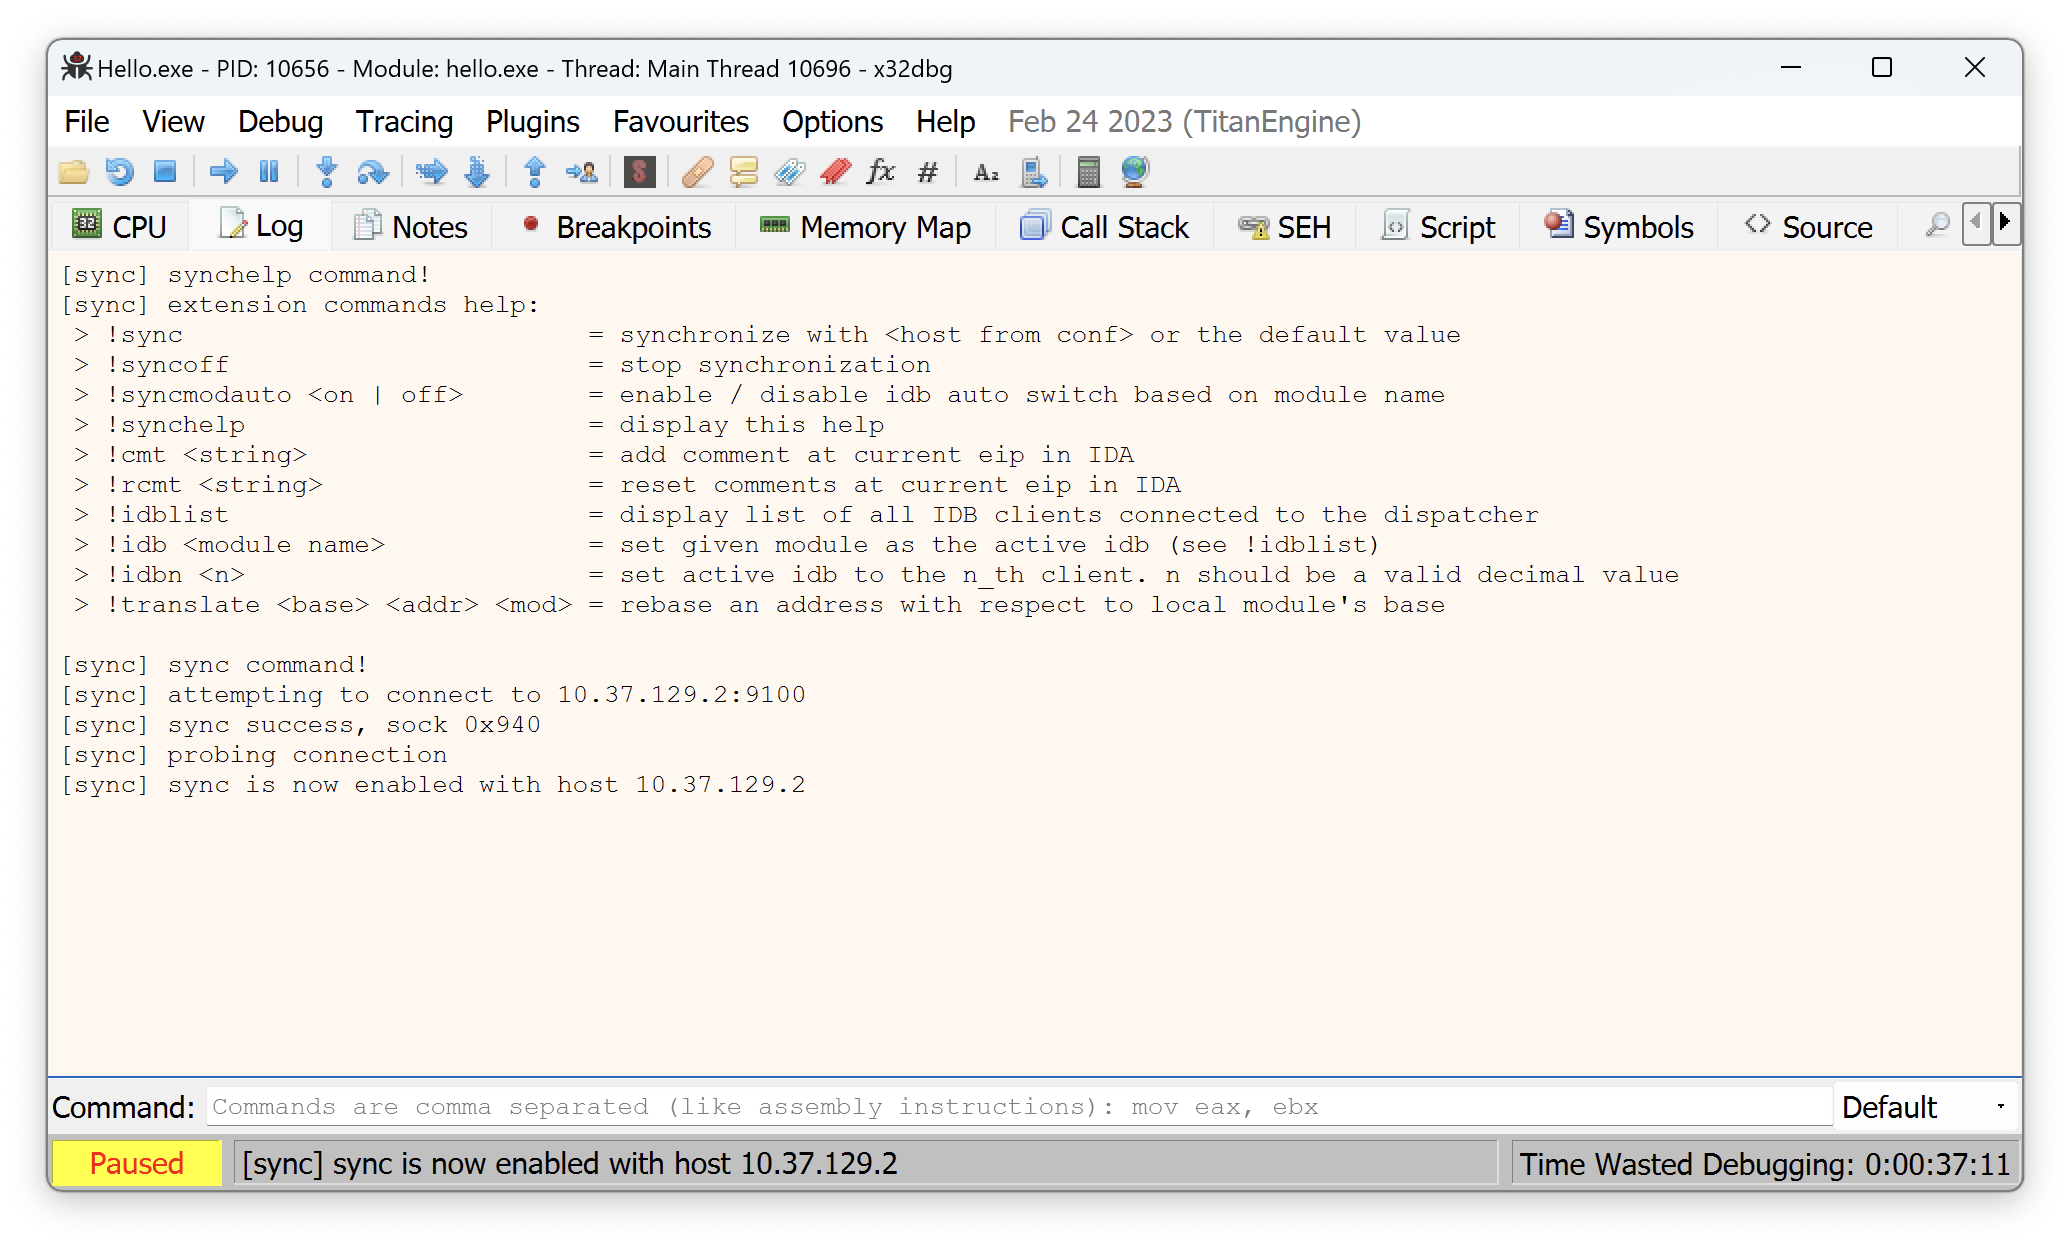 Hello.exe - PID: 10656 - Module: hello.exe - Thread: Main Thread 10696 - x32dbg
File View Debug Tracing Plugins Favourites Options Help Feb 24 2023 (TitanEngine)
$ fx # A₂
32 CPU Log Notes Breakpoints Memory Map Call Stack SEH Script Symbols <> Source
[sync] synchelp command!
[sync] extension commands help:
> !sync = synchronize with <host from conf> or the default value
> !syncoff = stop synchronization
> !syncmodauto <on | off> = enable / disable idb auto switch based on module name
> !synchelp = display this help
> !cmt <string> = add comment at current eip in IDA
> !rcmt <string> = reset comments at current eip in IDA
> !idblist = display list of all IDB clients connected to the dispatcher
> !idb <module name> = set given module as the active idb (see !idblist)
> !idbn <n> = set active idb to the n_th client. n should be a valid decimal value
> !translate <base> <addr> <mod> = rebase an address with respect to local module's base
[sync] sync command!
[sync] attempting to connect to 10.37.129.2:9100
[sync] sync success, sock 0x940
[sync] probing connection
[sync] sync is now enabled with host 10.37.129.2
Command: Commands are comma separated (like assembly instructions): mov eax, ebx Default
Paused [sync] sync is now enabled with host 10.37.129.2 Time Wasted Debugging: 0:00:37:11